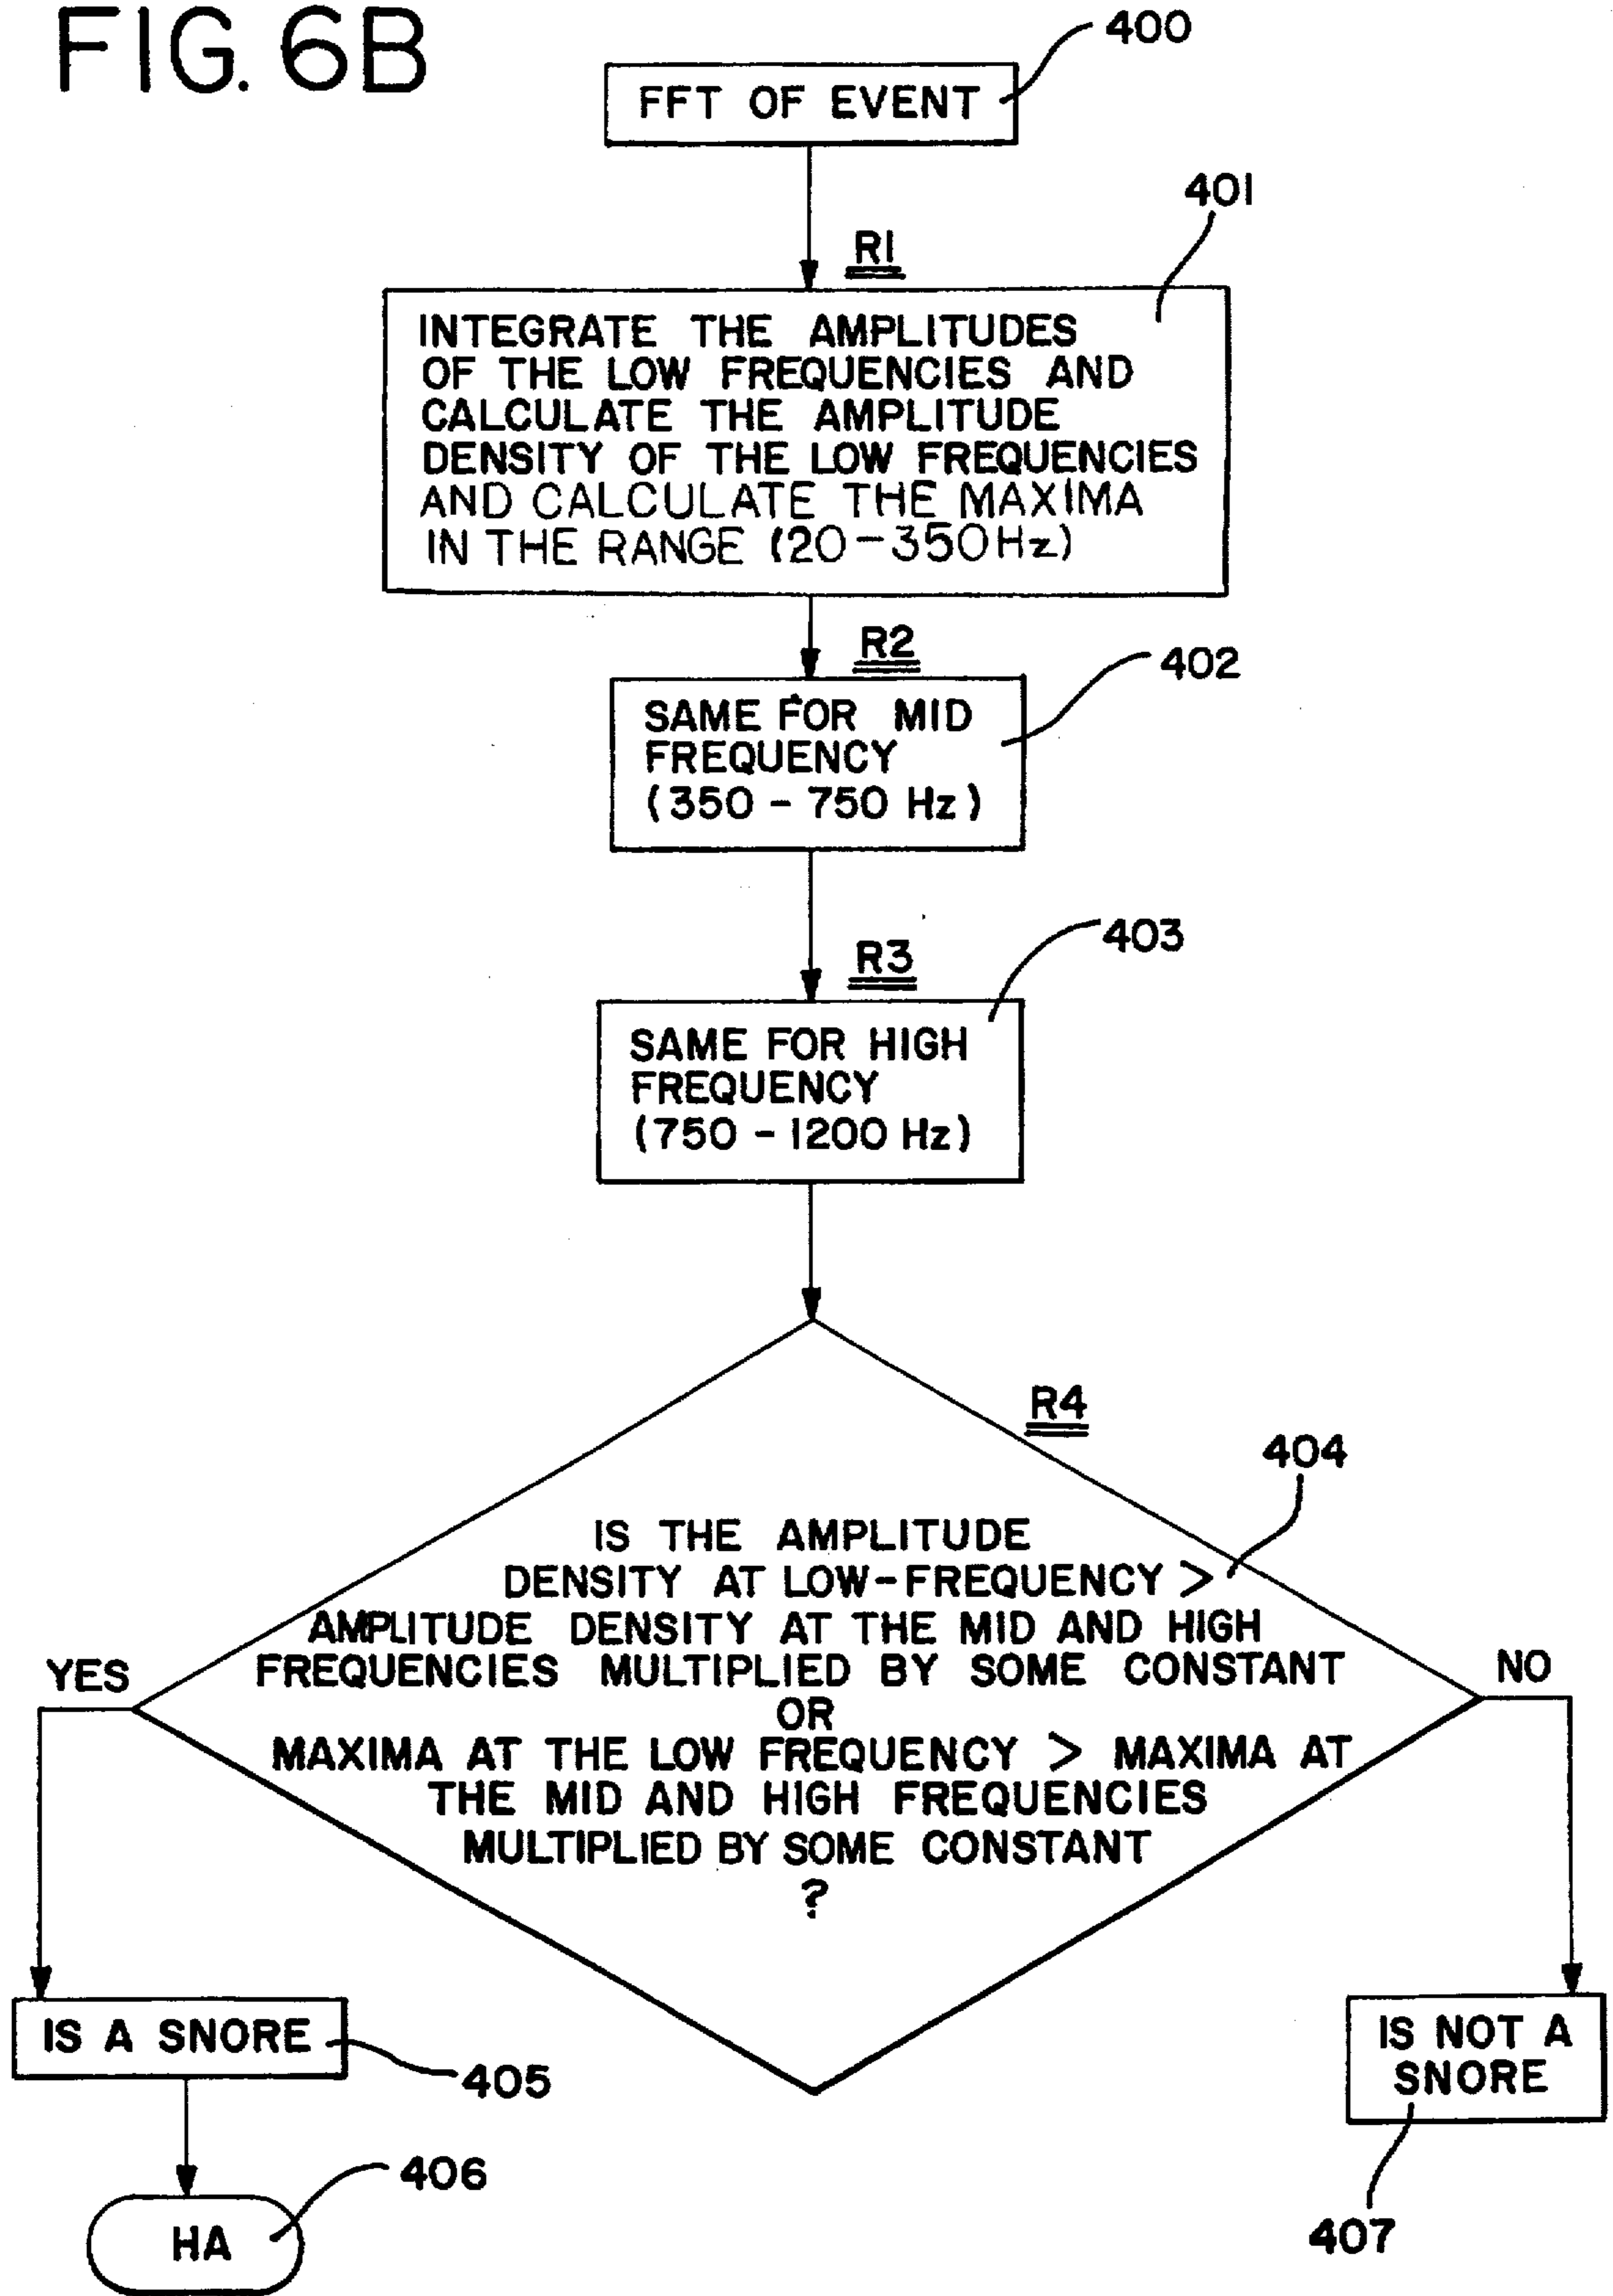 FIG. 6B
400
FFT OF EVENT
401
R1
INTEGRATE THE AMPLITUDES
OF THE LOW FREQUENCIES AND
CALCULATE THE AMPLITUDE
DENSITY OF THE LOW FREQUENCIES
AND CALCULATE THE MAXIMA
IN THE RANGE (20-350Hz)
R2
402
SAME FOR MID
FREQUENCY
(350 - 750 Hz)
R3
403
SAME FOR HIGH
FREQUENCY
(750 - 1200 Hz)
R4
404
IS THE AMPLITUDE
DENSITY AT LOW-FREQUENCY >
AMPLITUDE DENSITY AT THE MID AND HIGH
FREQUENCIES MULTIPLIED BY SOME CONSTANT
OR
MAXIMA AT THE LOW FREQUENCY > MAXIMA AT
THE MID AND HIGH FREQUENCIES
MULTIPLIED BY SOME CONSTANT
?
YES
NO
IS A SNORE
405
IS NOT A
SNORE
406
HA
407